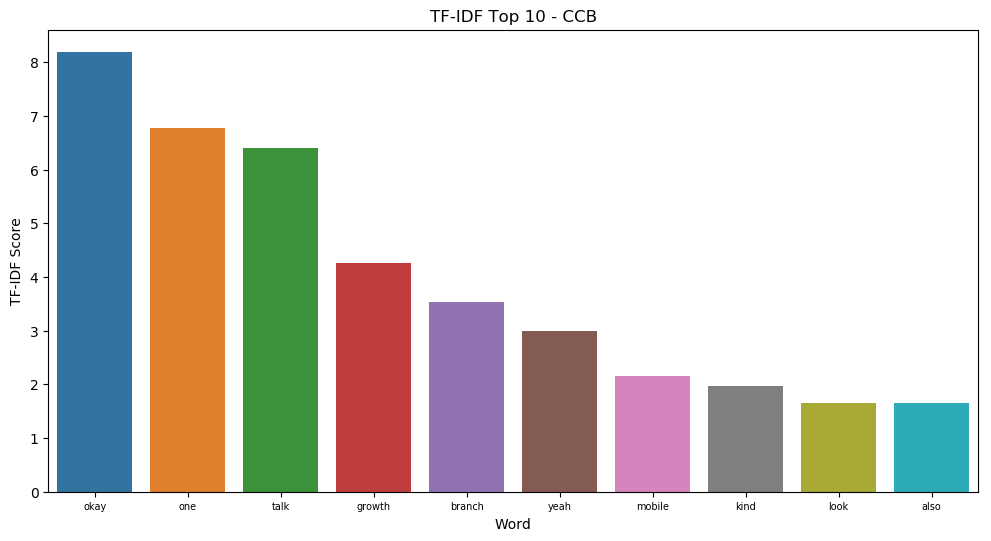 TF-IDF Top 10 - CCB
TF-IDF Score
8
7
6
5
4
3
2
1
0
okay one talk growth branch yeah mobile kind look also
Word